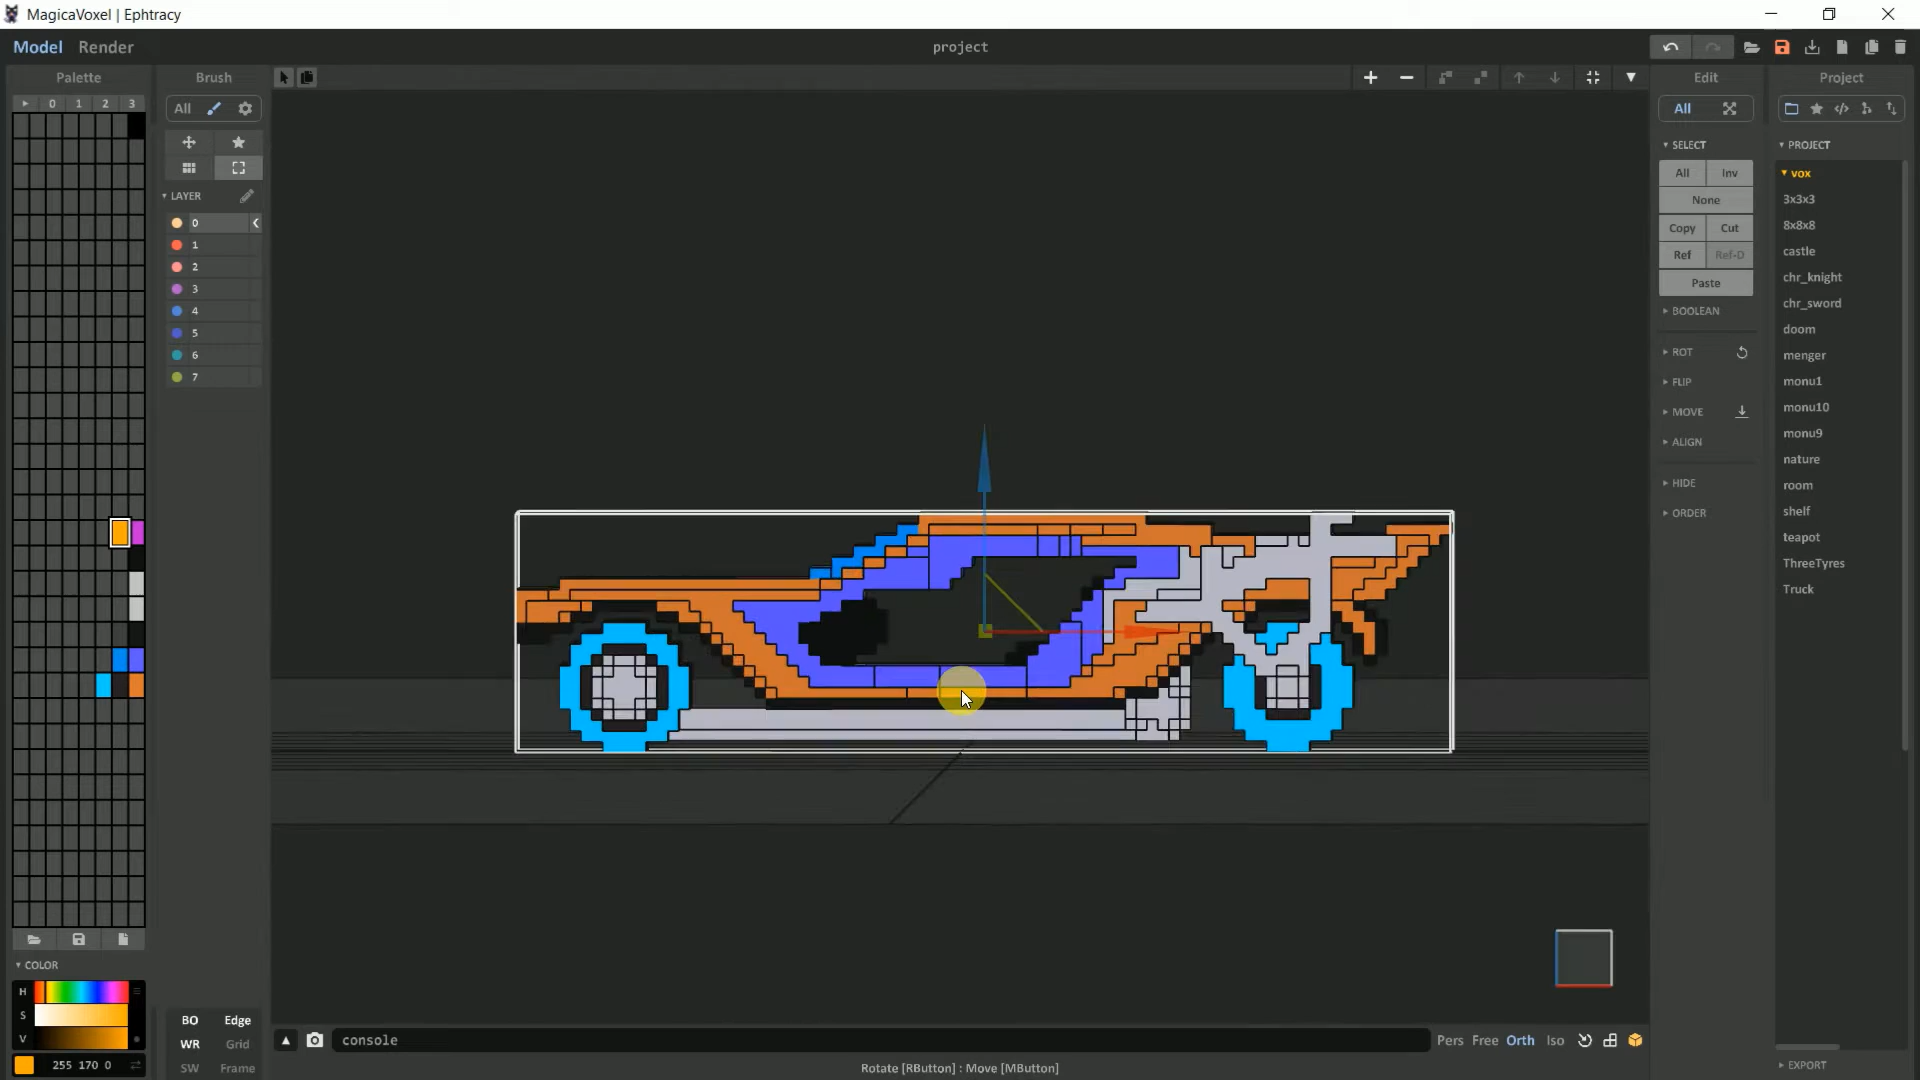 MagicaVoxel | Ephtracy
Model Render
project
Palette
Brush
Edit
Project
0 1 2 3
All
All
LAYER
0
1
2
3
4
5
6
7
SELECT
All Inv
None
Copy Cut
Ref Ref-D
Paste
BOOLEAN
ROT
FLIP
MOVE
ALIGN
HIDE
ORDER
PROJECT
vox
3x3x3
8x8x8
castle
chr_knight
chr_sword
doom
menger
monu1
monu10
monu9
nature
room
shelf
teapot
ThreeTyres
Truck
EXPORT
COLOR
H
S
V
255 170 0
BO Edge
WR Grid
SW Frame
console
Pers Free Orth Iso
Rotate [RButton] : Move [MButton]